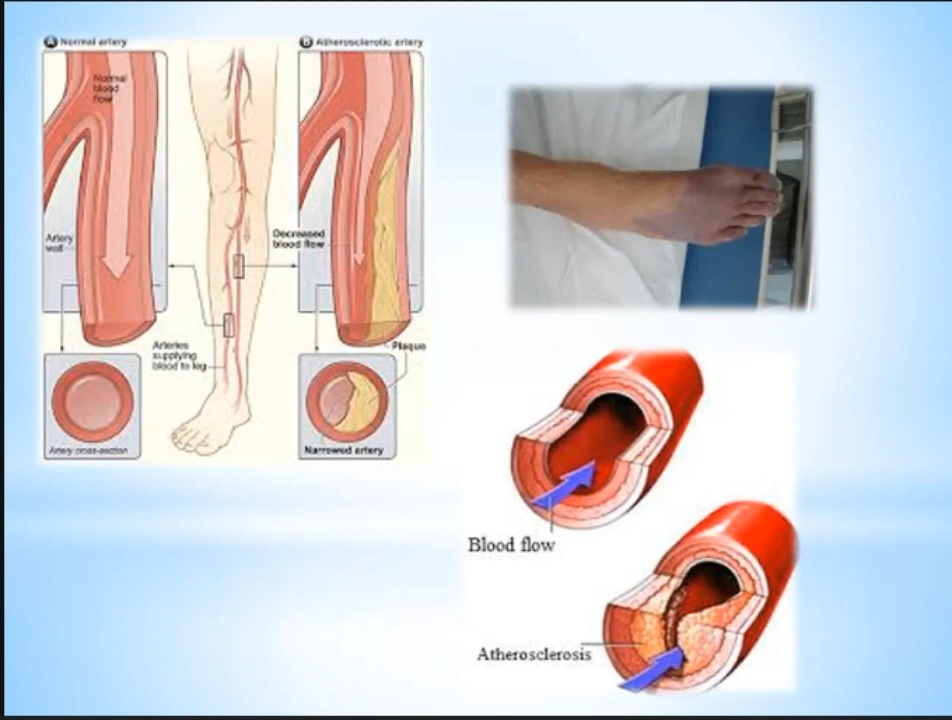 A Normal artery
Normal
blood
flow
Artery
wall
Artery cross-section
Arteries
supplying
blood to leg
B Atherosclerotic artery
Decreased
blood flow
Plaque
Narrowed artery
Blood flow
Atherosclerosis